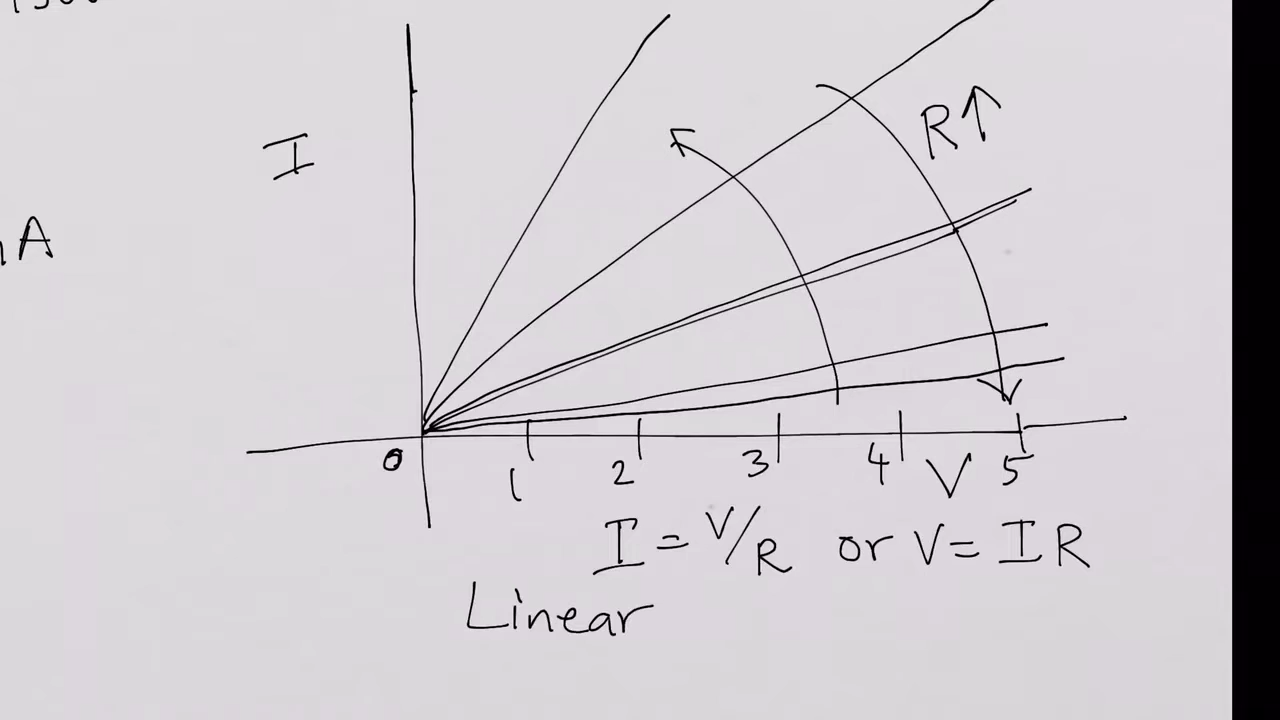 I
R↑
A
0 1 2 3 4 V 5
I = V/R or V = IR
Linear